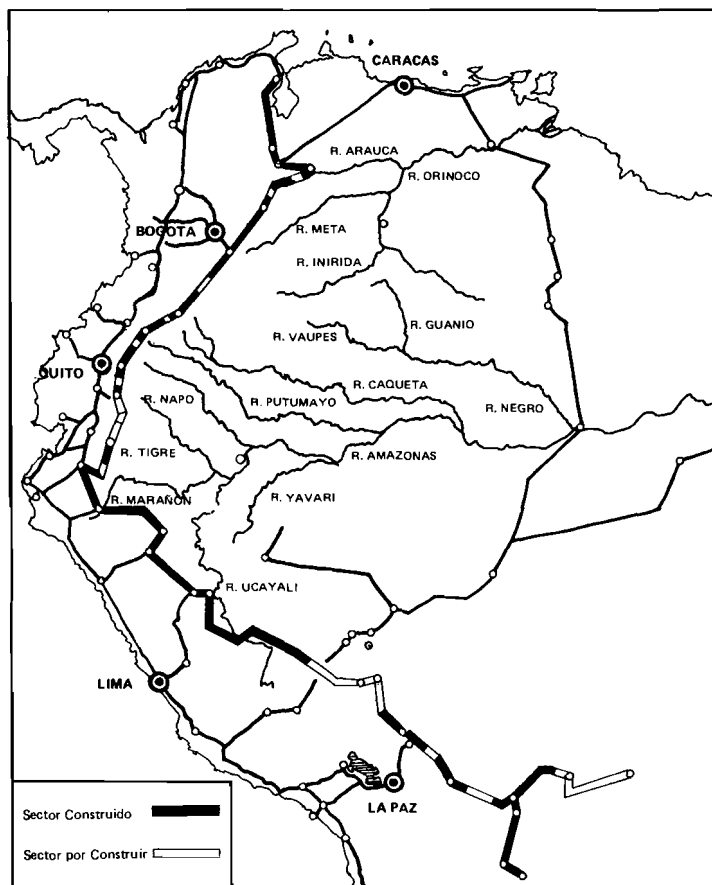 CARACAS
R. ARAUCA
R. ORINOCO
BOGOTA
R. META
R. INIRIDA
R. GUANIO
R. VAUPES
QUITO
R. CAQUETA
R. NAPO
R. PUTUMAYO
R. NEGRO
R. TIGRE
R. AMAZONAS
R. MARAÑON
R. YAVARI
R. UCAYALI
LIMA
LA PAZ
Sector Construido
Sector por Construir